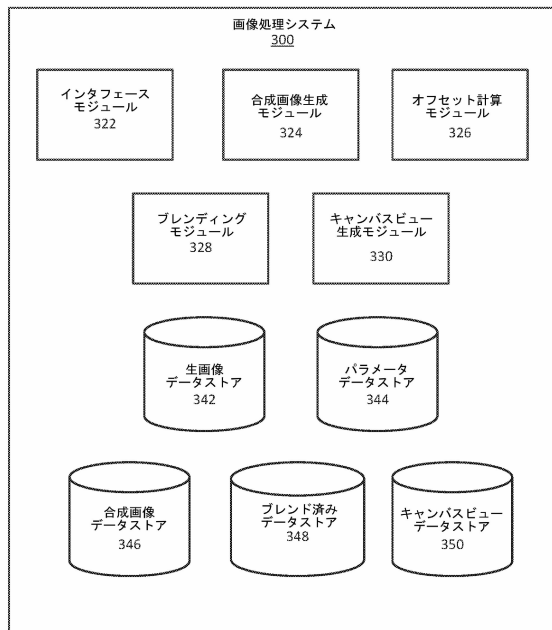 画像処理システム
300
インタフェース
モジュール
322
合成画像生成
モジュール
324
オフセット計算
モジュール
326
ブレンディング
モジュール
328
キャンバスビュー
生成モジュール
330
生画像
データストア
342
パラメータ
データストア
344
合成画像
データストア
346
ブレンド済み
データストア
348
キャンバスビュー
データストア
350